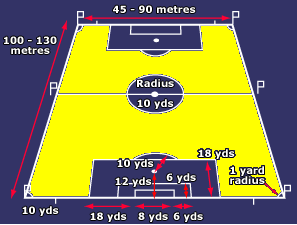 45 - 90 metres
100 - 130
metres
Radius
10 yds
10 yds
18 yds
12 yds
6 yds
1 yard
radius
10 yds
18 yds
8 yds
6 yds